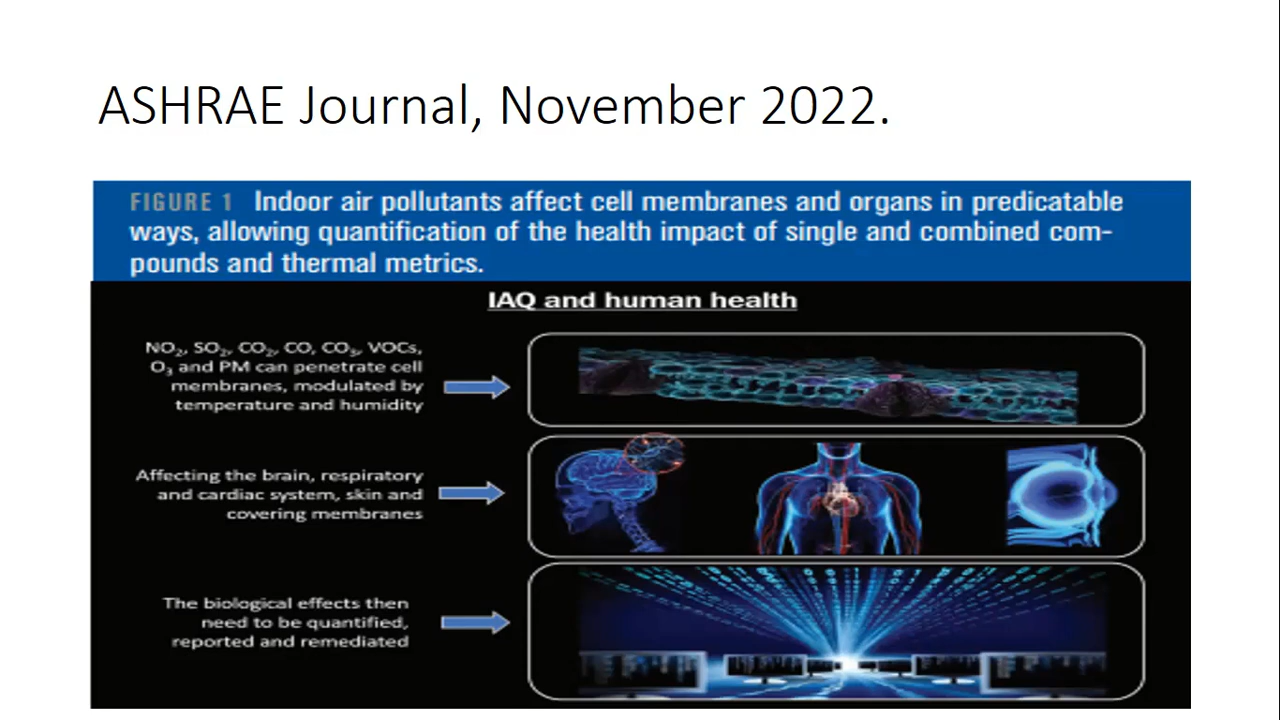 ASHRAE Journal, November 2022.
FIGURE 1 Indoor air pollutants affect cell membranes and organs in predicatable
ways, allowing quantification of the health impact of single and combined com-
pounds and thermal metrics.
IAQ and human health
NO₂, SO₂, CO₂, CO, CO₃, VOCs,
O₃ and PM can penetrate cell
membranes, modulated by
temperature and humidity
Affecting the brain, respiratory
and cardiac system, skin and
covering membranes
The biological effects then
need to be quantified,
reported and remediated